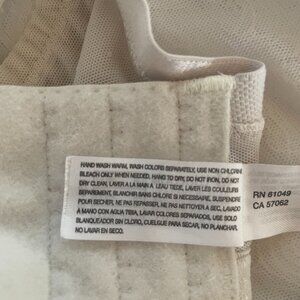 HAND WASH WARM, WASH COLORS SEPARATELY, USE NON CHLORINE
BLEACH ONLY WHEN NEEDED, HANG TO DRY, DO NOT IRON, DO NOT
DRY CLEAN, LAVER A LA MAIN A L'EAU TIEDE, LAVER LES COULEURS
SEPAREMENT, BLANCHIR SANS CHLORE SI NECESSAIRE, SUSPENDRE
POUR SECHER, NE PAS REPASSER, NE PAS NETTOYER A SEC, LAVADO
A MANO CON AGUA TIBIA, LAVAR COLORES SEPARADOS, USE SOLO
BLANQUEADOR SIN CLORO, CUELGUE PARA SECAR, NO PLANCHAR,
NO LAVAR EN SECO.
RN 61049
CA 57062